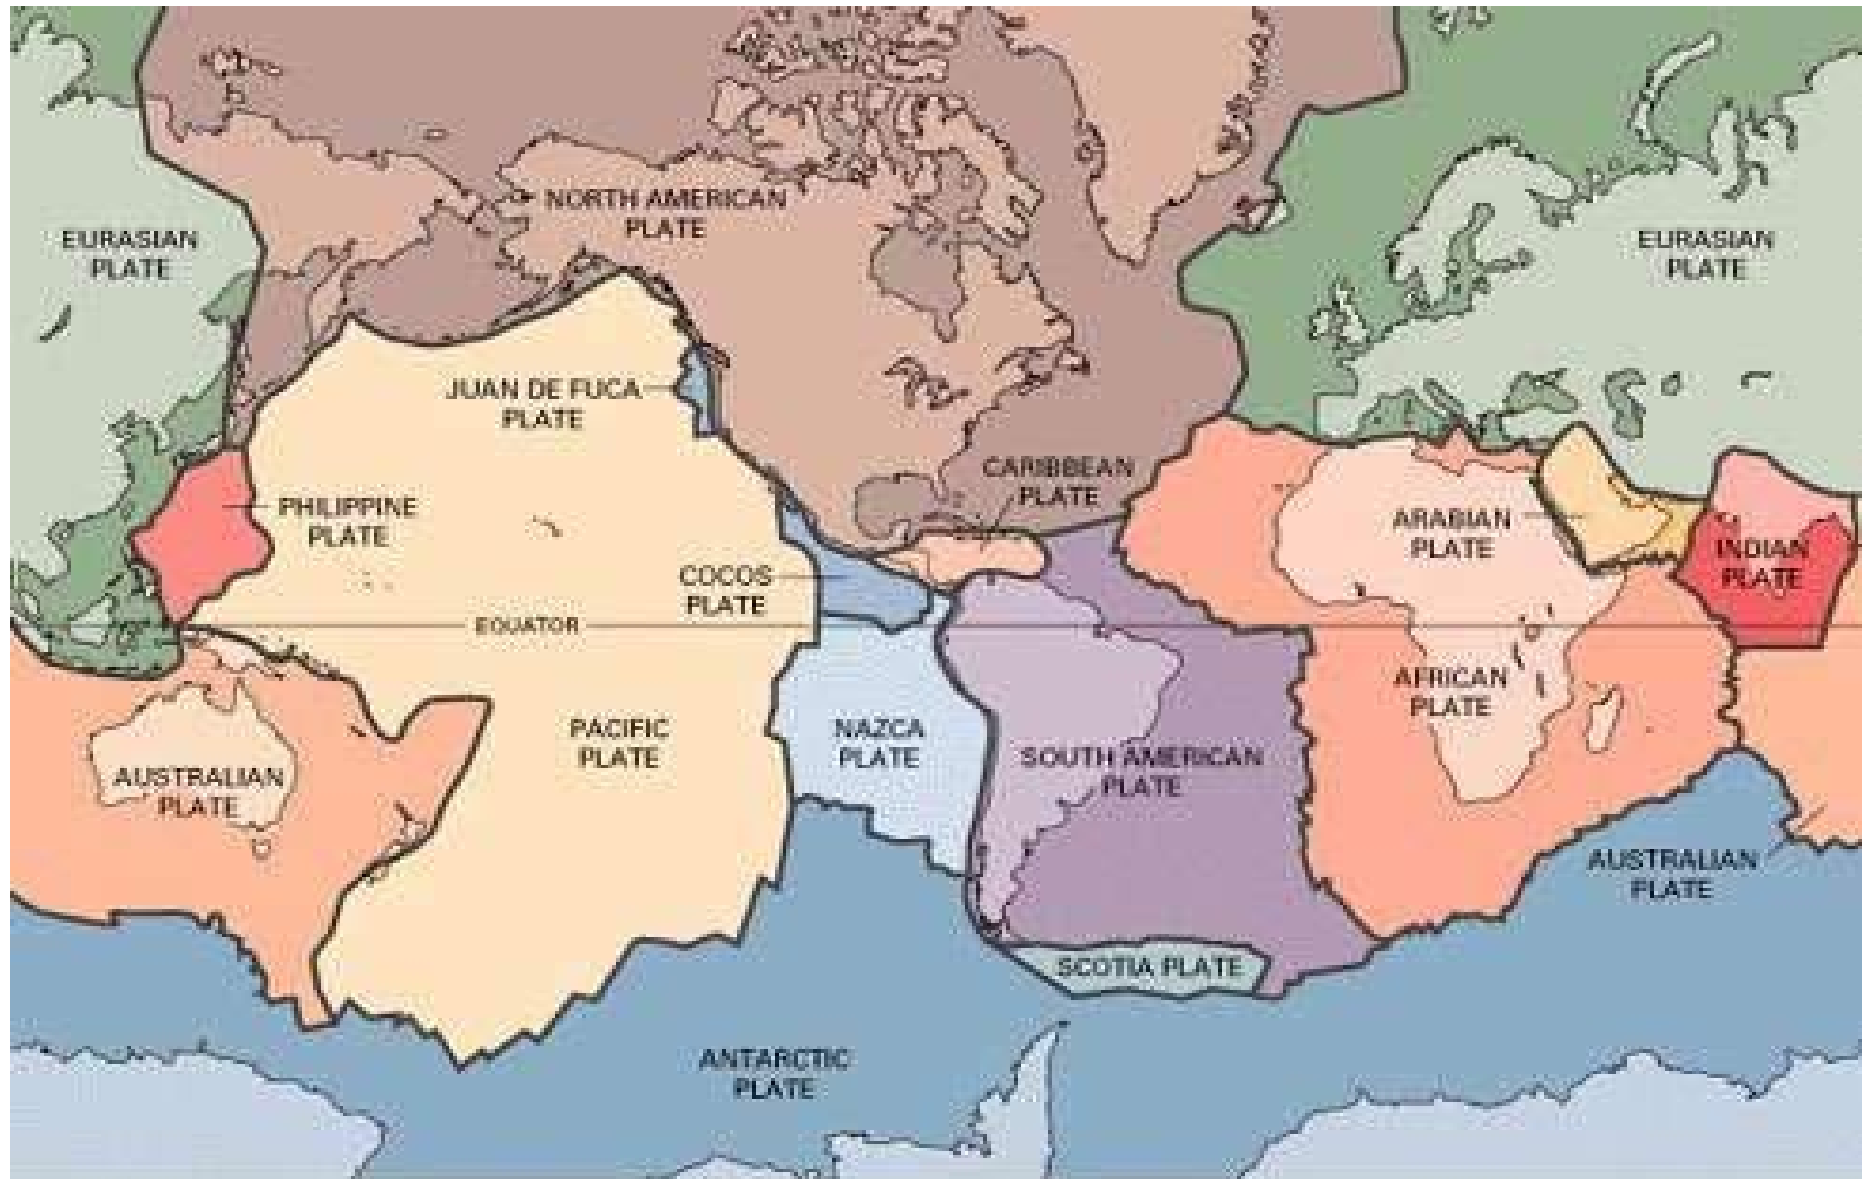 NORTH AMERICAN
PLATE
EURASIAN
PLATE
EURASIAN
PLATE
JUAN DE FUCA
PLATE
CARIBBEAN
PLATE
PHILIPPINE
PLATE
ARABIAN
PLATE
INDIAN
PLATE
COCOS
PLATE
EQUATOR
AFRICAN
PLATE
PACIFIC
PLATE
NAZCA
PLATE
SOUTH AMERICAN
PLATE
AUSTRALIAN
PLATE
AUSTRALIAN
PLATE
SCOTIA PLATE
ANTARCTIC
PLATE